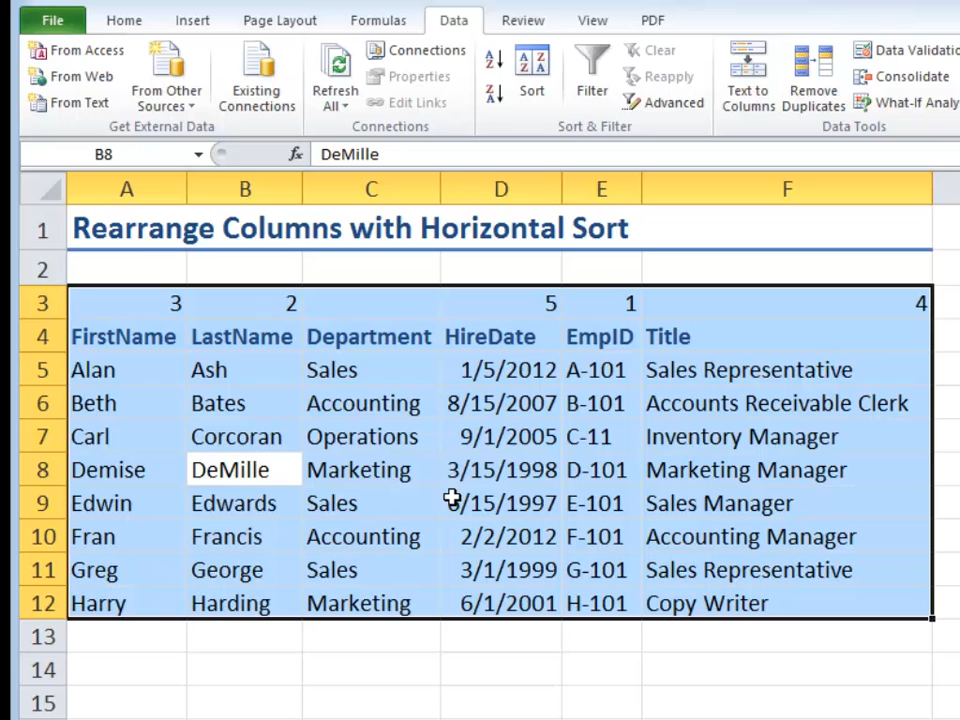 File Home Insert Page Layout Formulas Data Review View PDF
From Access
From Web
From Text
From Other
Sources
Existing
Connections
Get External Data
Refresh
All
Connections
Properties
Edit Links
Connections
A
Z
Z
A
Z A
A Z
Sort
Filter
Clear
Reapply
Advanced
Sort & Filter
Text to
Columns
Remove
Duplicates
Data Validatio
Consolidate
What-If Analy
Data Tools
B8 fx DeMille
A B C D E F
1 Rearrange Columns with Horizontal Sort
2
3 3 2 5 1 4
4 FirstName LastName Department HireDate EmpID Title
5 Alan Ash Sales 1/5/2012 A-101 Sales Representative
6 Beth Bates Accounting 8/15/2007 B-101 Accounts Receivable Clerk
7 Carl Corcoran Operations 9/1/2005 C-11 Inventory Manager
8 Demise DeMille Marketing 3/15/1998 D-101 Marketing Manager
9 Edwin Edwards Sales /15/1997 E-101 Sales Manager
10 Fran Francis Accounting 2/2/2012 F-101 Accounting Manager
11 Greg George Sales 3/1/1999 G-101 Sales Representative
12 Harry Harding Marketing 6/1/2001 H-101 Copy Writer
13
14
15